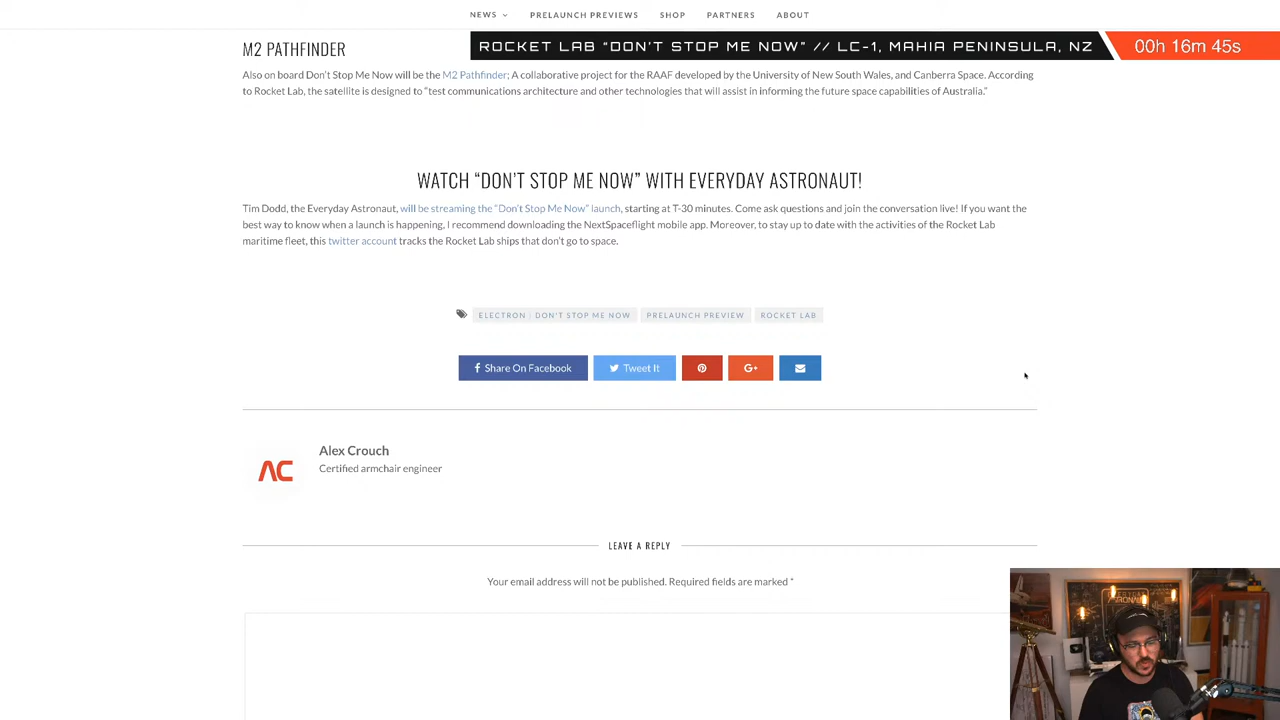 NEWS
PRELAUNCH PREVIEWS
SHOP
PARTNERS
ABOUT
ROCKET LAB “DON’T STOP ME NOW” // LC-1, MAHIA PENINSULA, NZ
00h 16m 45s
M2 PATHFINDER
Also on board Don’t Stop Me Now will be the M2 Pathfinder; A collaborative project for the RAAF developed by the University of New South Wales, and Canberra Space. According
to Rocket Lab, the satellite is designed to “test communications architecture and other technologies that will assist in informing the future space capabilities of Australia.”
WATCH “DON’T STOP ME NOW” WITH EVERYDAY ASTRONAUT!
Tim Dodd, the Everyday Astronaut, will be streaming the “Don’t Stop Me Now” launch, starting at T-30 minutes. Come ask questions and join the conversation live! If you want the
best way to know when a launch is happening, I recommend downloading the NextSpaceflight mobile app. Moreover, to stay up to date with the activities of the Rocket Lab
maritime fleet, this twitter account tracks the Rocket Lab ships that don’t go to space.
ELECTRON | DON'T STOP ME NOW
PRELAUNCH PREVIEW
ROCKET LAB
Share On Facebook
Tweet It
G+
AC
Alex Crouch
Certified armchair engineer
LEAVE A REPLY
Your email address will not be published. Required fields are marked *